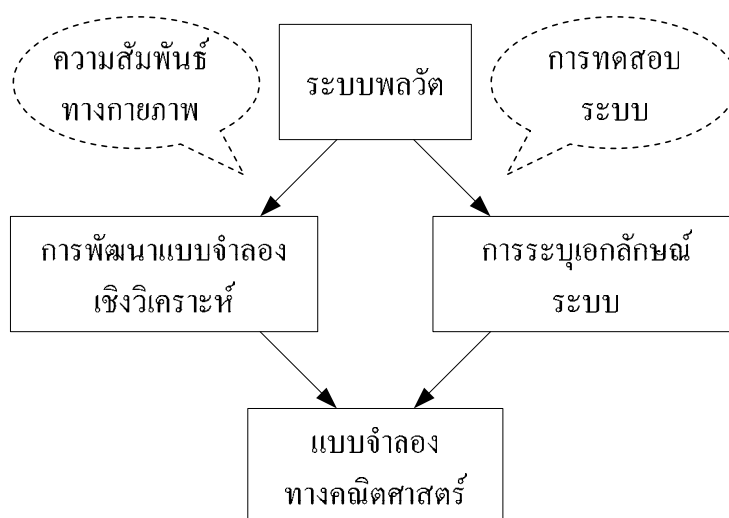 ความสัมพันธ์
ทางกายภาพ
ระบบพลวัต
การทดสอบ
ระบบ
การพัฒนาแบบจำลอง
เชิงวิเคราะห์
การระบุเอกลักษณ์
ระบบ
แบบจำลอง
ทางคณิตศาสตร์